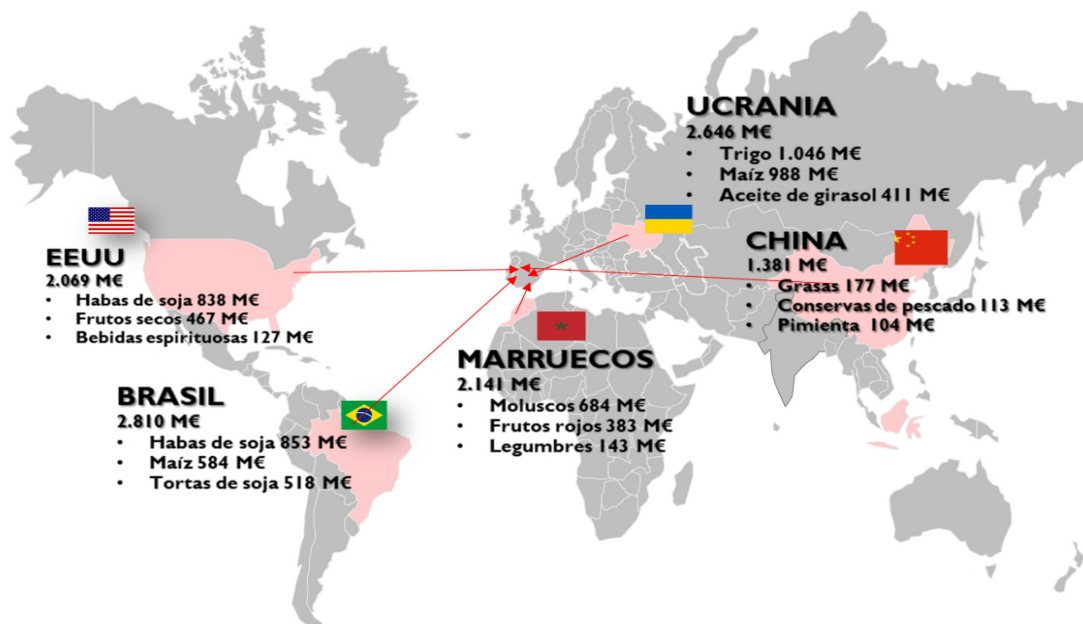 UCRANIA
2.646 M€
• Trigo 1.046 M€
• Maíz 988 M€
• Aceite de girasol 411 M€
EEUU
2.069 M€
• Habas de soja 838 M€
• Frutos secos 467 M€
• Bebidas espirituosas 127 M€
CHINA
1.381 M€
• Grasas 177 M€
• Conservas de pescado 113 M€
• Pimienta 104 M€
MARRUECOS
2.141 M€
• Moluscos 684 M€
• Frutos rojos 383 M€
• Legumbres 143 M€
BRASIL
2.810 M€
• Habas de soja 853 M€
• Maíz 584 M€
• Tortas de soja 518 M€